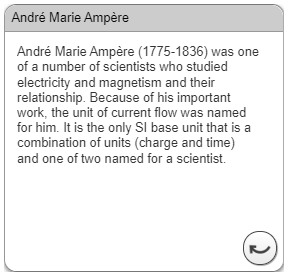 André Marie Ampère
André Marie Ampère (1775-1836) was one
of a number of scientists who studied
electricity and magnetism and their
relationship. Because of his important
work, the unit of current flow was named
for him. It is the only SI base unit that is a
combination of units (charge and time)
and one of two named for a scientist.